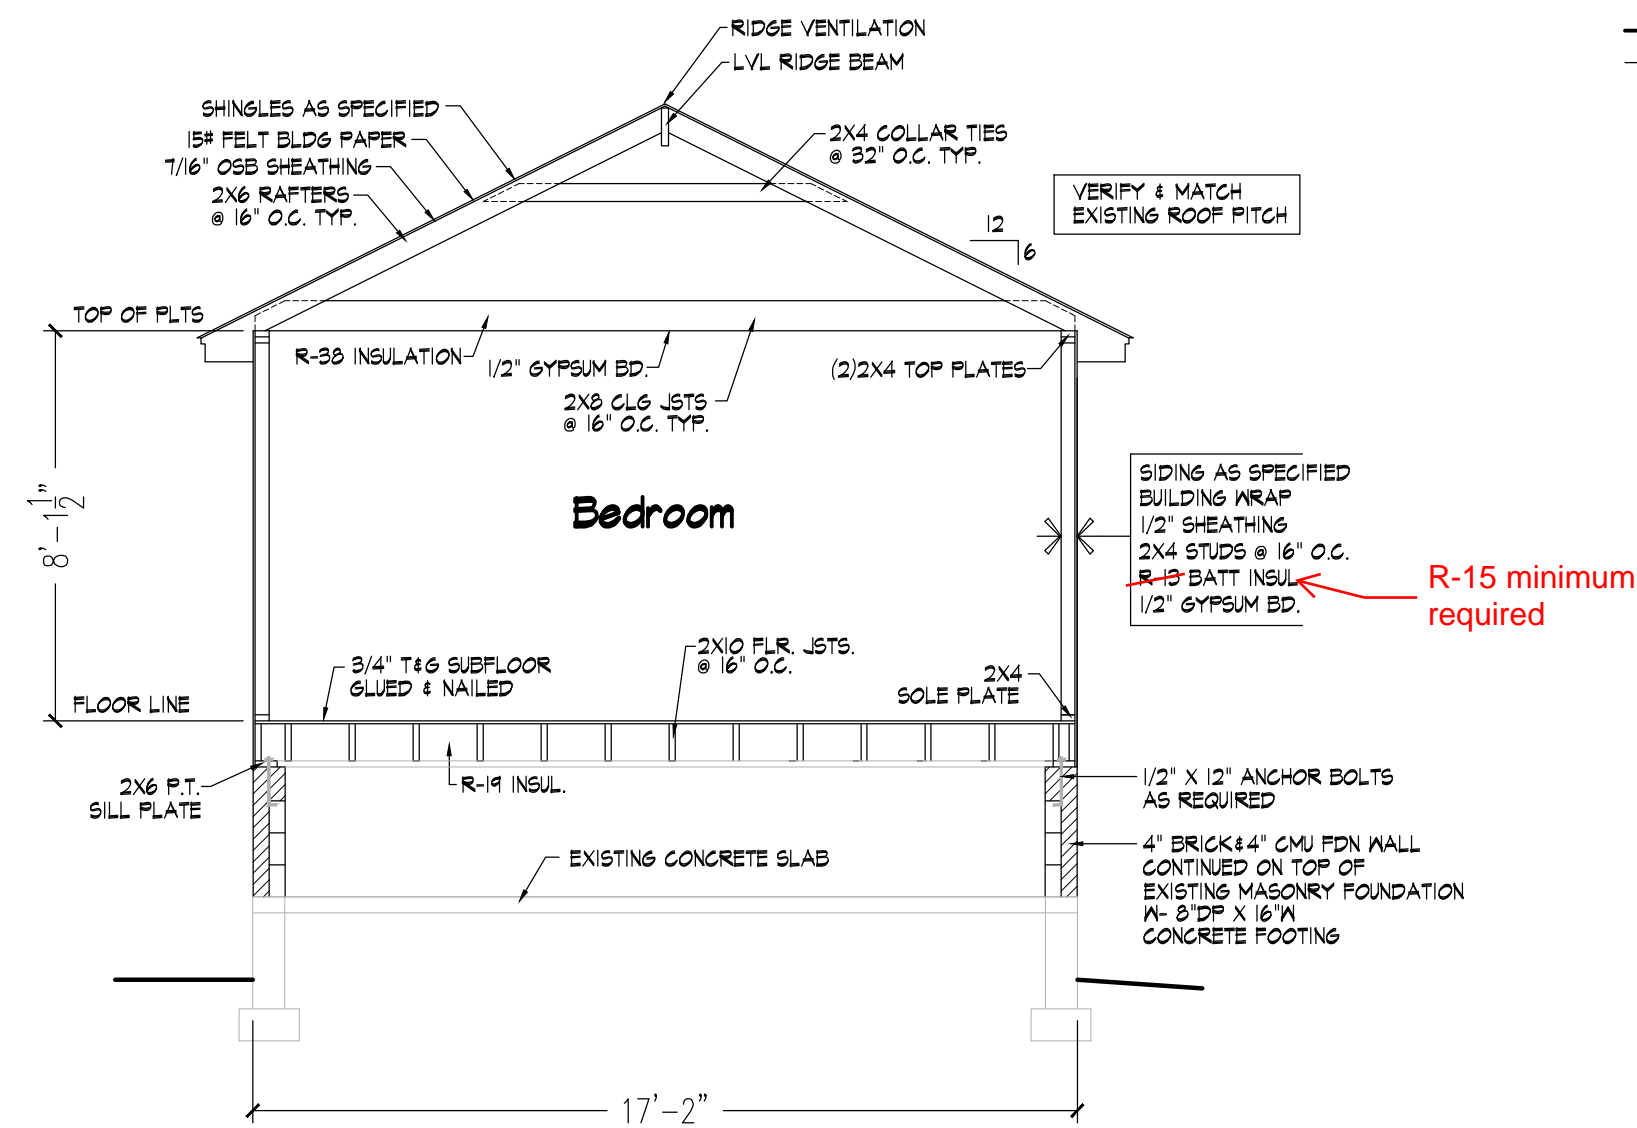 RIDGE VENTILATION
LVL RIDGE BEAM
SHINGLES AS SPECIFIED
15# FELT BLDG PAPER
7/16" OSB SHEATHING
2X6 RAFTERS
@ 16" O.C. TYP.
2X4 COLLAR TIES
@ 32" O.C. TYP.
VERIFY & MATCH
EXISTING ROOF PITCH
12
6
TOP OF PLTS
R-38 INSULATION
1/2" GYPSUM BD.
2X8 CLG JSTS
@ 16" O.C. TYP.
(2)2X4 TOP PLATES
8'-1 1/2"
Bedroom
SIDING AS SPECIFIED
BUILDING WRAP
1/2" SHEATHING
2X4 STUDS @ 16" O.C.
R-13 BATT INSUL
1/2" GYPSUM BD.
R-15 minimum
required
3/4" T&G SUBFLOOR
GLUED & NAILED
2X10 FLR. JSTS.
@ 16" O.C.
2X4
SOLE PLATE
FLOOR LINE
2X6 P.T.
SILL PLATE
R-19 INSUL.
1/2" X 12" ANCHOR BOLTS
AS REQUIRED
EXISTING CONCRETE SLAB
4" BRICK&4" CMU FDN WALL
CONTINUED ON TOP OF
EXISTING MASONRY FOUNDATION
W- 8"DP X 16"W
CONCRETE FOOTING
17'-2"